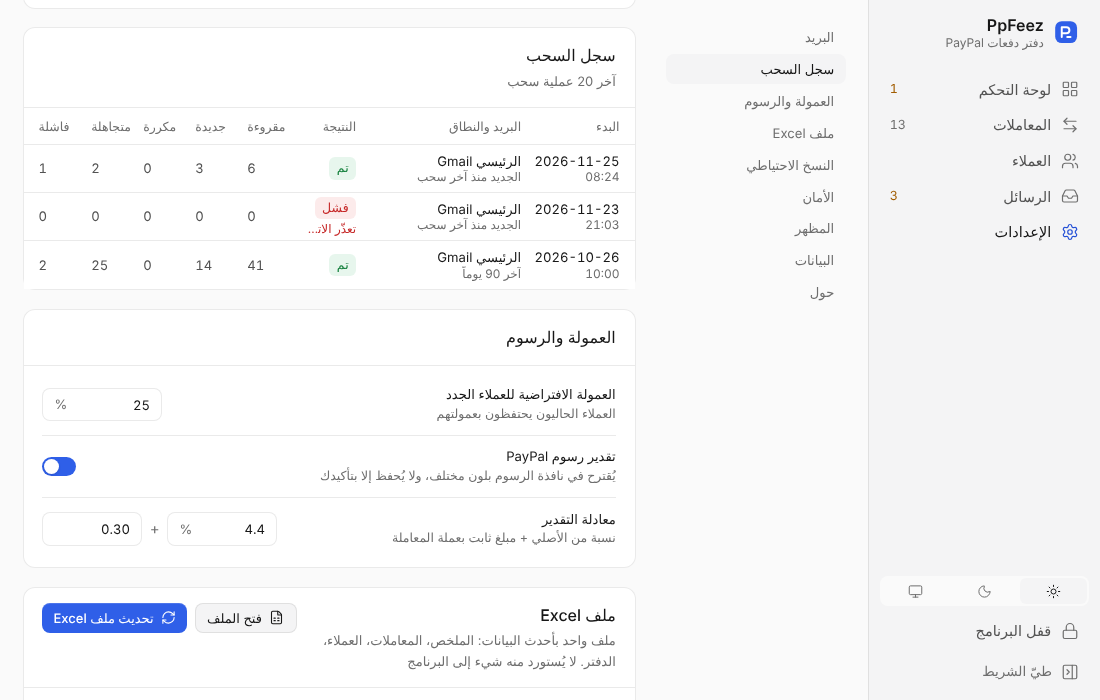 PpFeez
دفتر دفعات PayPal
لوحة التحكم 1
المعاملات 13
العملاء
الرسائل 3
الإعدادات
قفل البرنامج
طيّ الشريط
البريد
سجل السحب
العمولة والرسوم
ملف Excel
النسخ الاحتياطي
الأمان
المظهر
البيانات
حول
سجل السحب
آخر 20 عملية سحب
البدء البريد والنطاق النتيجة مقروءة جديدة مكررة متجاهلة فاشلة
2026-11-25 الرئيسي Gmail تم 6 3 0 2 1
08:24 الجديد منذ آخر سحب
2026-11-23 الرئيسي Gmail فشل 0 0 0 0 0
21:03 الجديد منذ آخر سحب تعذّر الات...
2026-10-26 الرئيسي Gmail تم 41 14 0 25 2
10:00 آخر 90 يوماً
العمولة والرسوم
العمولة الافتراضية للعملاء الجدد 25 %
العملاء الحاليون يحتفظون بعمولتهم
تقدير رسوم PayPal
يُقترح في نافذة الرسوم بلون مختلف، ولا يُحفظ إلا بتأكيدك
معادلة التقدير 4.4 % + 0.30
نسبة من الأصلي + مبلغ ثابت بعملة المعاملة
ملف Excel فتح الملف تحديث ملف Excel
ملف واحد بأحدث البيانات: الملخص، المعاملات، العملاء،
الدفتر. لا يُستورد منه شيء إلى البرنامج